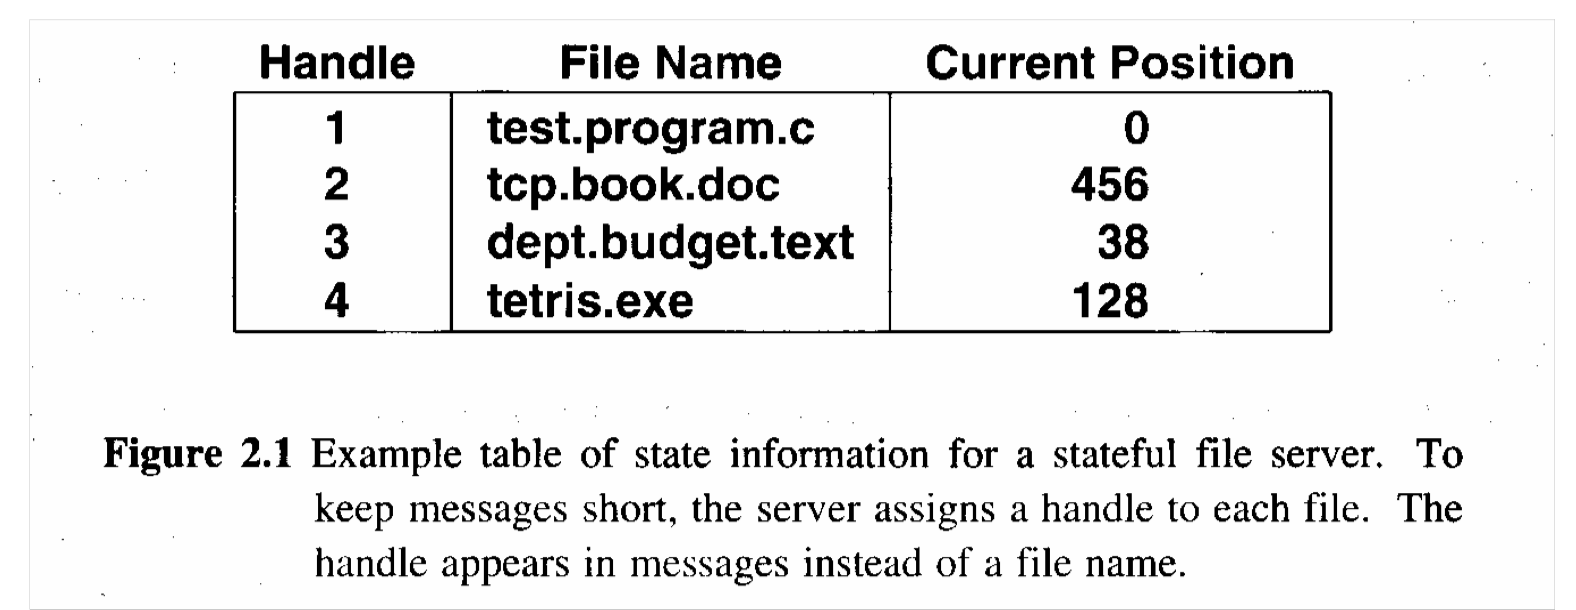 Handle File Name Current Position
1 test.program.c 0
2 tcp.book.doc 456
3 dept.budget.text 38
4 tetris.exe 128
Figure 2.1 Example table of state information for a stateful file server. To
keep messages short, the server assigns a handle to each file. The
handle appears in messages instead of a file name.